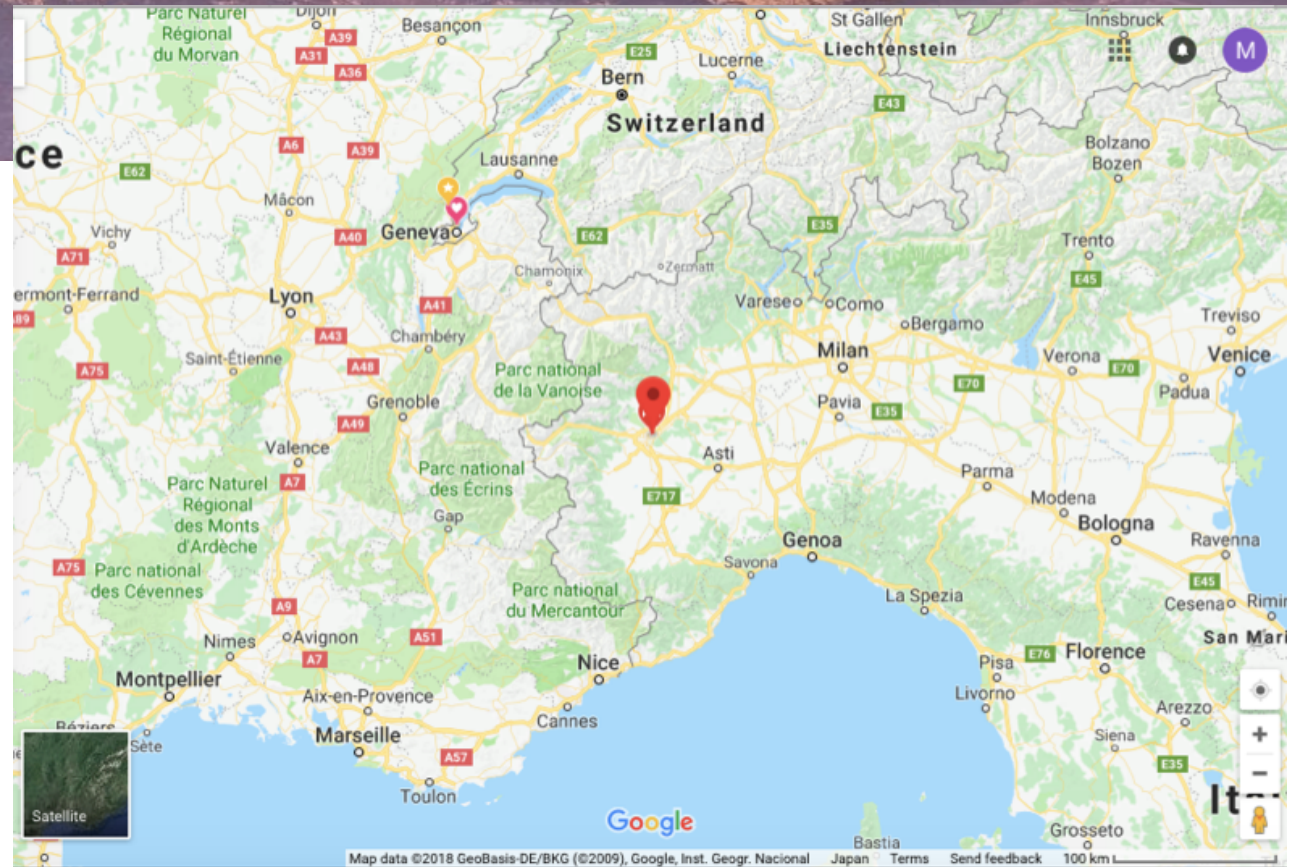 Parc Naturel
Régional
du Morvan
Dijon
Besançon
St Gallen
Liechtenstein
Innsbruck
M
A39
A31
A36
E25
Lucerne
Bern
Switzerland
E43
A6
A39
Lausanne
Bolzano
Bozen
ce
E62
Mâcon
Vichy
A71
A40
Geneva
E62
E35
Trento
E45
Chamonix
Zermatt
ermont-Ferrand
89
Lyon
A41
A43
Chambéry
Varese
Como
Bergamo
Treviso
Saint-Étienne
A75
A48
Parc national
de la Vanoise
Milan
Verona
E70
Venice
Grenoble
A49
Pavia
E35
E70
Padua
Valence
Asti
Parc Naturel
Régional
des Monts
d'Ardèche
A7
Parc national
des Écrins
Gap
E717
Parma
Modena
Bologna
Genoa
Ravenna
Savona
A75
Parc national
des Cévennes
Parc national
du Mercantour
La Spezia
E45
Cesena
Rimir
A9
Nimes
Avignon
A7
A51
San Mari
Nice
Pisa
E76
Florence
Montpellier
Aix-en-Provence
Livorno
Cannes
Arezzo
Béziers
Sète
Marseille
A57
Siena
E35
Toulon
Satellite
Google
Bastia
Grosseto
Map data ©2018 GeoBasis-DE/BKG (©2009), Google, Inst. Geogr. Nacional Japan Terms Send feedback 100 km